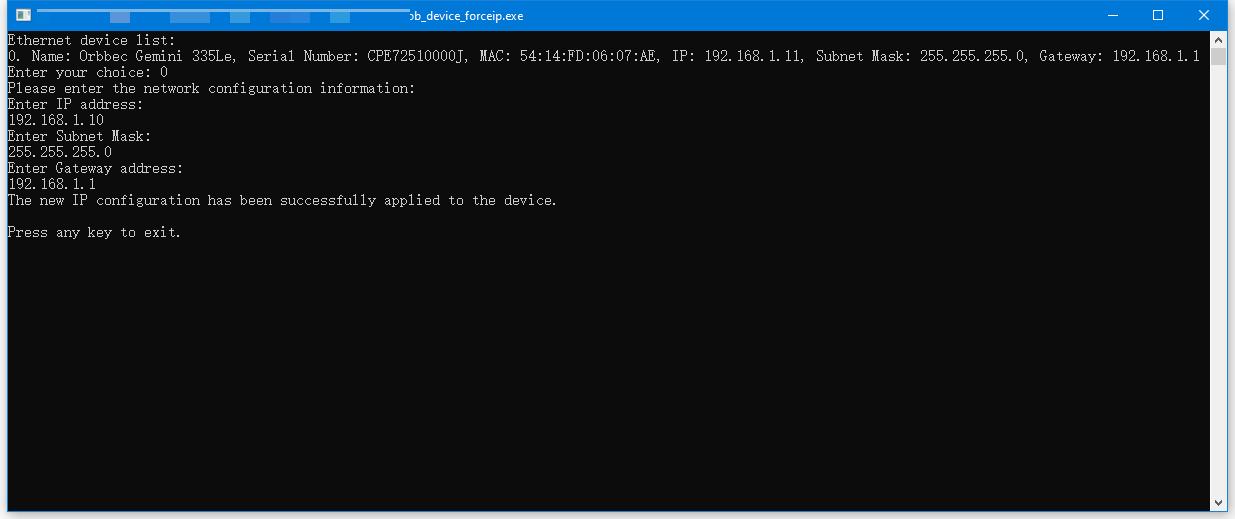 ob_device_forceip.exe
Ethernet device list:
0. Name: Orbbec Gemini 335Le, Serial Number: CPE72510000J, MAC: 54:14:FD:06:07:AE, IP: 192.168.1.11, Subnet Mask: 255.255.255.0, Gateway: 192.168.1.1
Enter your choice: 0
Please enter the network configuration information:
Enter IP address:
192.168.1.10
Enter Subnet Mask:
255.255.255.0
Enter Gateway address:
192.168.1.1
The new IP configuration has been successfully applied to the device.
Press any key to exit.